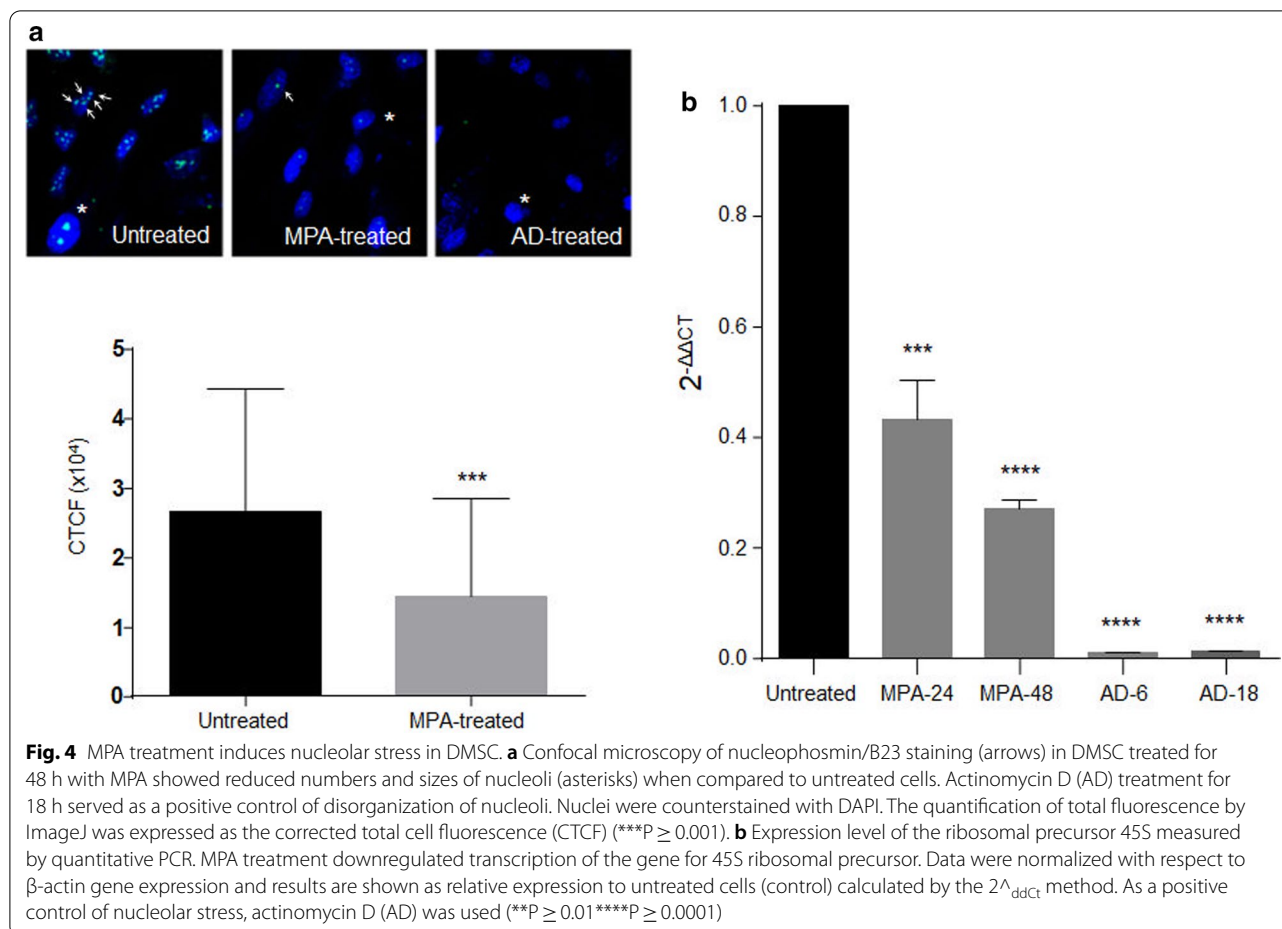 a
*
Untreated
*
MPA-treated
*
AD-treated
5
4
3
2
1
0
CTCF (x10⁴)
***
Untreated
MPA-treated
b
1.0
0.8
0.6
0.4
0.2
0.0
2-ΔΔCT
***
****
****
****
Untreated
MPA-24
MPA-48
AD-6
AD-18
Fig. 4 MPA treatment induces nucleolar stress in DMSC. a Confocal microscopy of nucleophosmin/B23 staining (arrows) in DMSC treated for
48 h with MPA showed reduced numbers and sizes of nucleoli (asterisks) when compared to untreated cells. Actinomycin D (AD) treatment for
18 h served as a positive control of disorganization of nucleoli. Nuclei were counterstained with DAPI. The quantification of total fluorescence by
ImageJ was expressed as the corrected total cell fluorescence (CTCF) (***P ≥ 0.001). b Expression level of the ribosomal precursor 45S measured
by quantitative PCR. MPA treatment downregulated transcription of the gene for 45S ribosomal precursor. Data were normalized with respect to
β-actin gene expression and results are shown as relative expression to untreated cells (control) calculated by the 2^ddCt method. As a positive
control of nucleolar stress, actinomycin D (AD) was used (**P ≥ 0.01****P ≥ 0.0001)